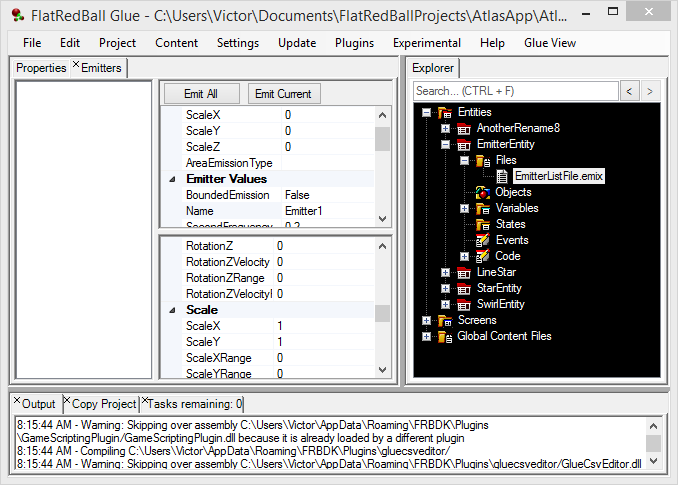 FlatRedBall Glue - C:\Users\Victor\Documents\FlatRedBallProjects\AtlasApp\Atl...
File Edit Project Content Settings Update Plugins Experimental Help Glue View
Properties Emitters
Emit All Emit Current
ScaleX 0
ScaleY 0
ScaleZ 0
AreaEmissionType
Emitter Values
BoundedEmission False
Name Emitter1
SecondFrequency 0.2
RotationZ 0
RotationZVelocity 0
RotationZRange 0
RotationZVelocityI 0
Scale
ScaleX 1
ScaleY 1
ScaleXRange 0
ScaleYRange 0
Explorer
Search... (CTRL + F) < >
Entities
AnotherRename8
EmitterEntity
Files
EmitterListFile.emix
Objects
Variables
States
Events
Code
LineStar
StarEntity
SwirlEntity
Screens
Global Content Files
Output Copy Project Tasks remaining: 0
8:15:44 AM - Warning: Skipping over assembly C:\Users\Victor\AppData\Roaming\FRBDK\Plugins
\GameScriptingPlugin/GameScriptingPlugin.dll because it is already loaded by a different plugin
8:15:44 AM - Compiling C:\Users\Victor\AppData\Roaming\FRBDK\Plugins\gluecsveditor/
8:15:44 AM - Warning: Skipping over assembly C:\Users\Victor\AppData\Roaming\FRBDK\Plugins\gluecsveditor/GlueCsvEditor.dll